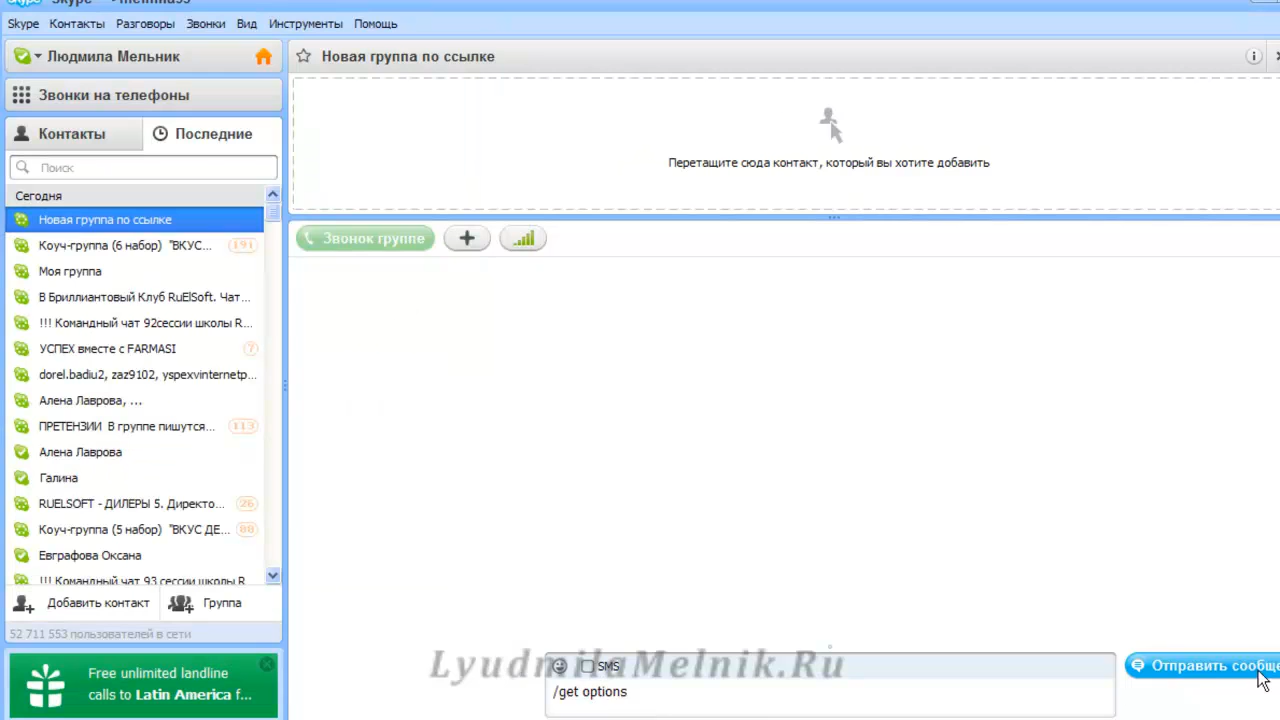 Skype
Skype Контакты Разговоры Звонки Вид Инструменты Помощь
Людмила Мельник
Звонки на телефоны
Контакты Последние
Поиск
Сегодня
Новая группа по ссылке
Коуч-группа (6 набор) "ВКУС... 191
Моя группа
В Бриллиантовый Клуб RuElSoft. Чат...
!!! Командный чат 92сессии школы R...
УСПЕХ вместе с FARMASI 7
dorel.badiu2, zaz9102, yspexvinternetp...
Алена Лаврова, ...
ПРЕТЕНЗИИ В группе пишутся... 113
Алена Лаврова
Галина
RUELSOFT - ДИЛЕРЫ 5. Директо... 26
Коуч-группа (5 набор) "ВКУС ДЕ... 88
Евграфова Оксана
!!! Командный чат 93 сессии школы R
Добавить контакт Группа
52 711 553 пользователей в сети
Free unlimited landline
calls to Latin America f...
Новая группа по ссылке
Перетащите сюда контакт, который вы хотите добавить
Звонок группе
LyudmilaMelnik.Ru
SMS
Отправить сообще
/get options